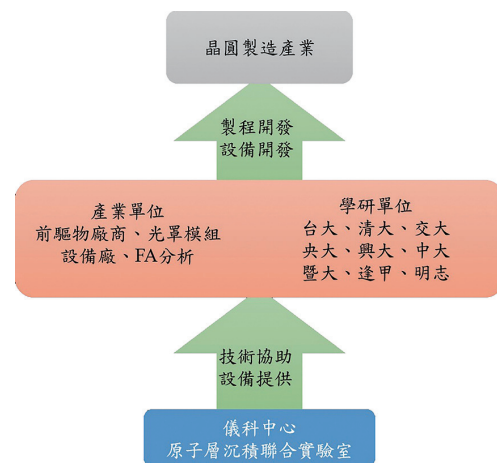 晶圓製造產業
製程開發
設備開發
產業單位
前驅物廠商、光罩模組
設備廠、FA分析
學研單位
台大、清大、交大
央大、興大、中大
暨大、逢甲、明志
技術協助
設備提供
儀科中心
原子層沉積聯合實驗室